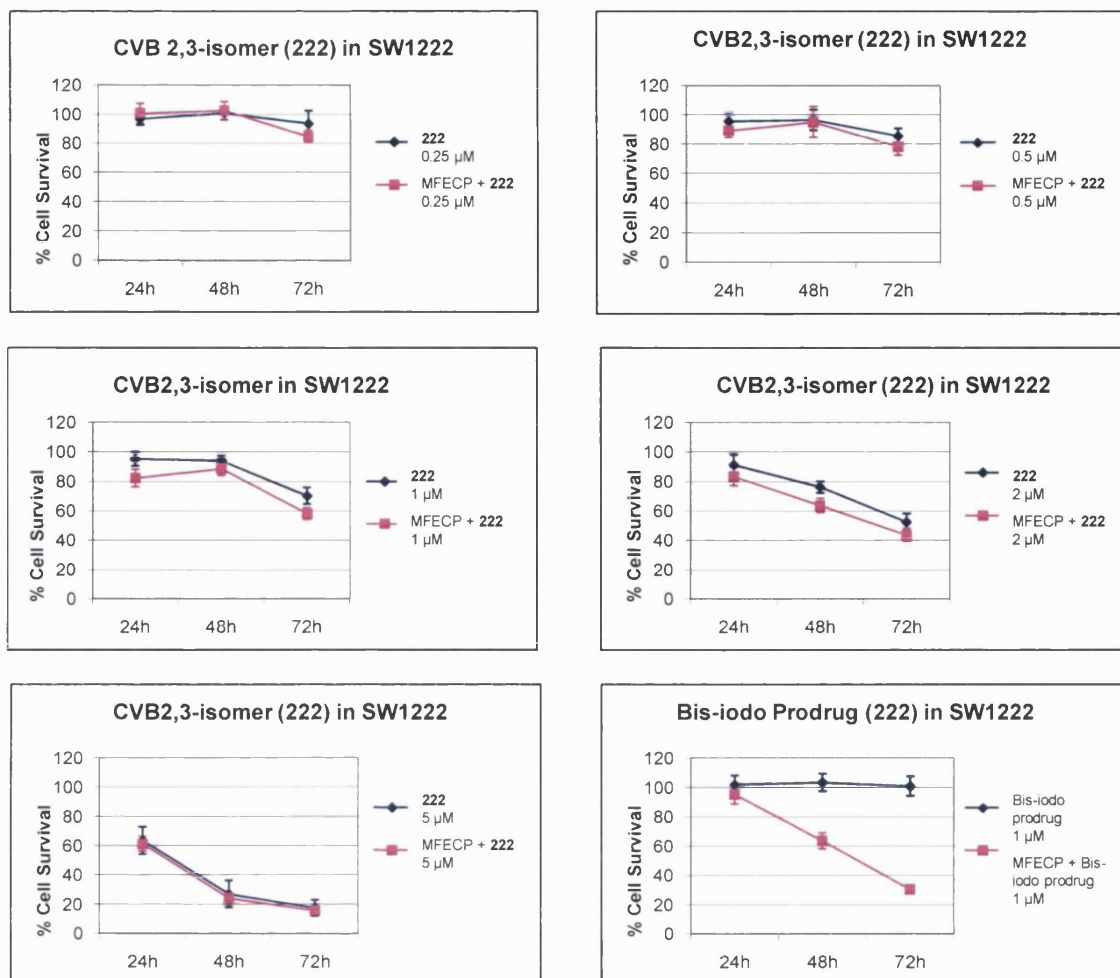 CVB 2,3-isomer (222) in SW1222
% Cell Survival
120
100
80
60
40
20
0
24h 48h 72h
222
0.25 µM
MFECP + 222
0.25 µM
CVB2,3-isomer (222) in SW1222
% Cell Survival
120
100
80
60
40
20
0
24h 48h 72h
222
0.5 µM
MFECP + 222
0.5 µM
CVB2,3-isomer in SW1222
% Cell Survival
120
100
80
60
40
20
0
24h 48h 72h
222
1 µM
MFECP + 222
1 µM
CVB2,3-isomer (222) in SW1222
% Cell Survival
120
100
80
60
40
20
0
24h 48h 72h
222
2 µM
MFECP + 222
2 µM
CVB2,3-isomer (222) in SW1222
% Cell Survival
120
100
80
60
40
20
0
24h 48h 72h
222
5 µM
MFECP + 222
5 µM
Bis-iodo Prodrug (222) in SW1222
% Cell Survival
120
100
80
60
40
20
0
24h 48h 72h
Bis-iodo
prodrug
1 µM
MFECP + Bis-
iodo prodrug
1 µM